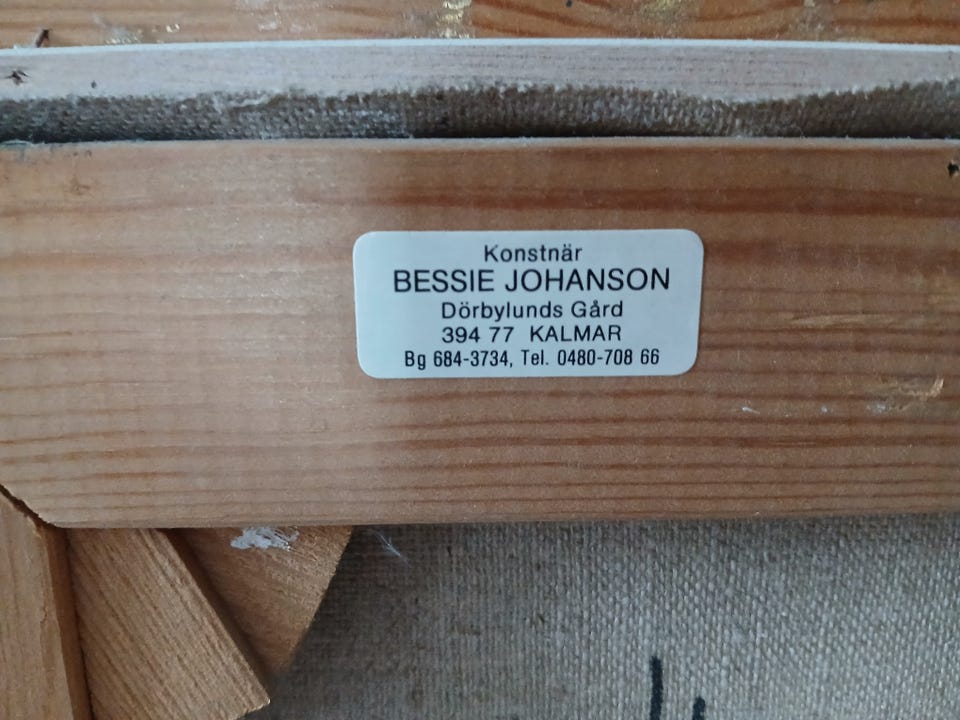 Konstnär
BESSIE JOHANSON
Dörbylunds Gård
394 77 KALMAR
Bg 684-3734, Tel. 0480-708 66